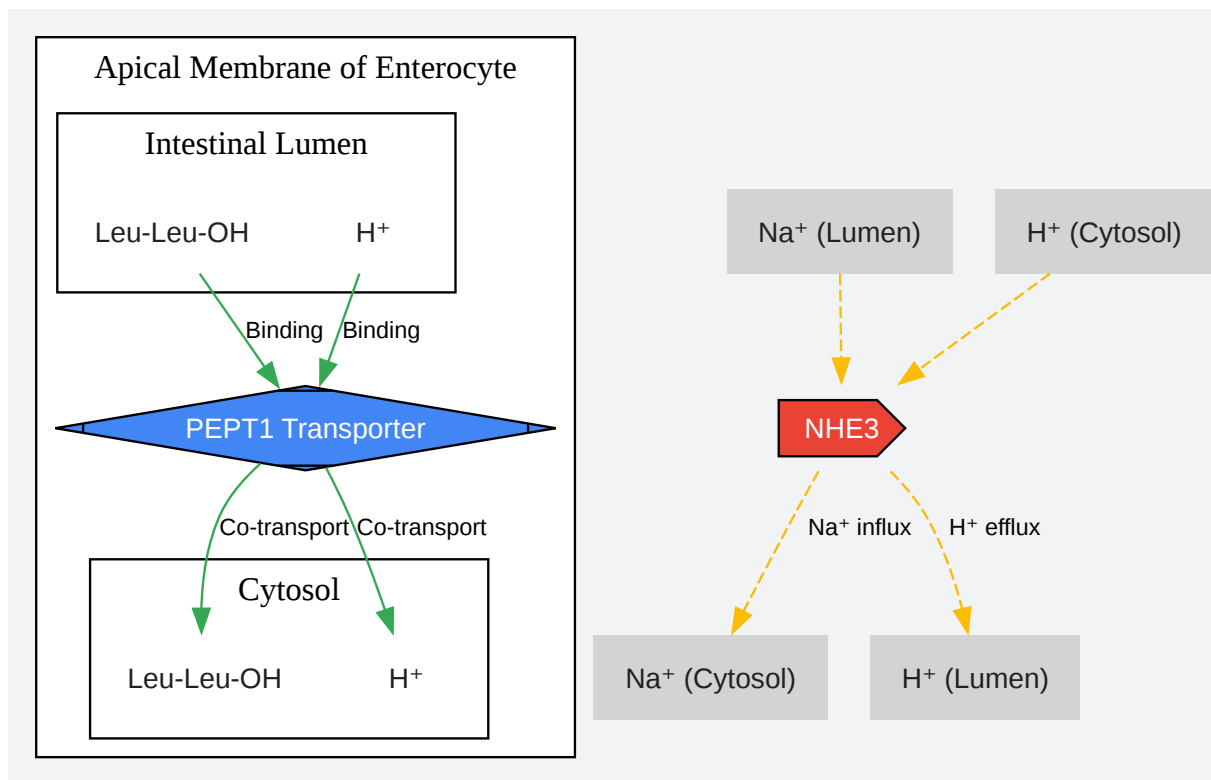 Apical Membrane of Enterocyte
Intestinal Lumen
Leu-Leu-OH
H⁺
Binding
Binding
PEPT1 Transporter
Co-transport
Co-transport
Cytosol
Leu-Leu-OH
H⁺
Na⁺ (Lumen)
H⁺ (Cytosol)
NHE3
Na⁺ influx
H⁺ efflux
Na⁺ (Cytosol)
H⁺ (Lumen)